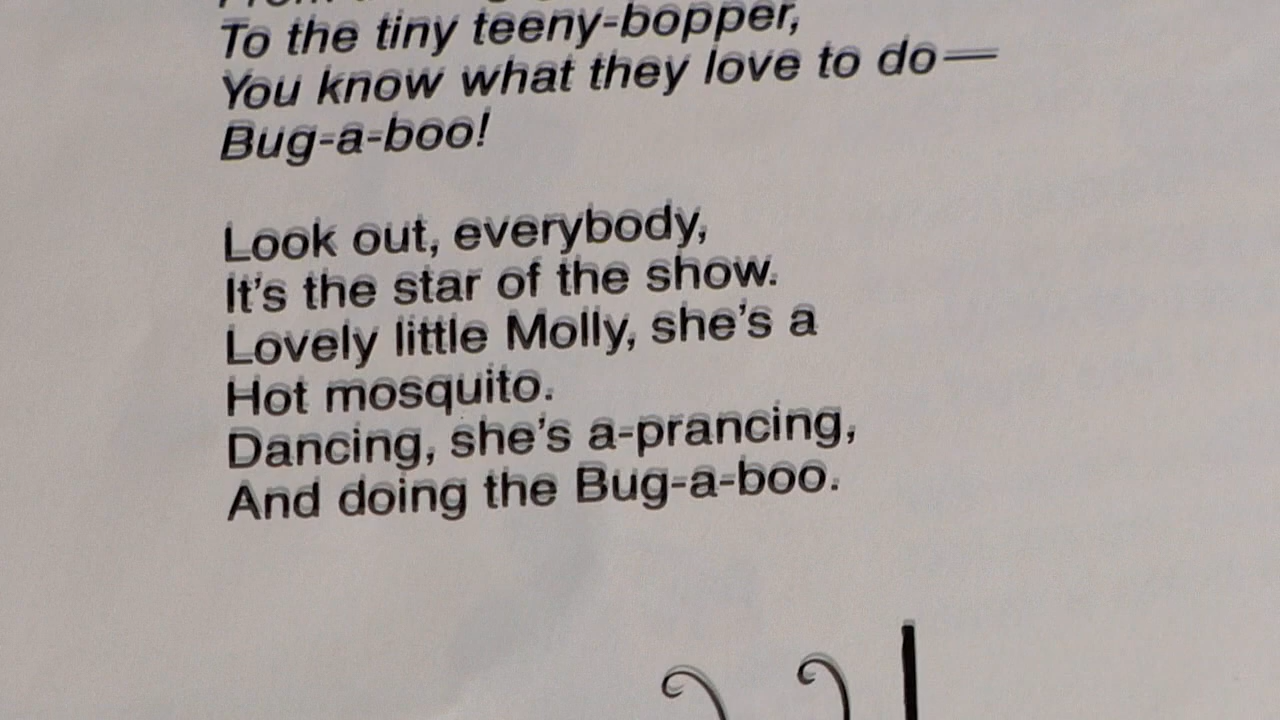 To the tiny teeny-bopper,
You know what they love to do—
Bug-a-boo!
Look out, everybody,
It's the star of the show.
Lovely little Molly, she's a
Hot mosquito.
Dancing, she's a-prancing,
And doing the Bug-a-boo.